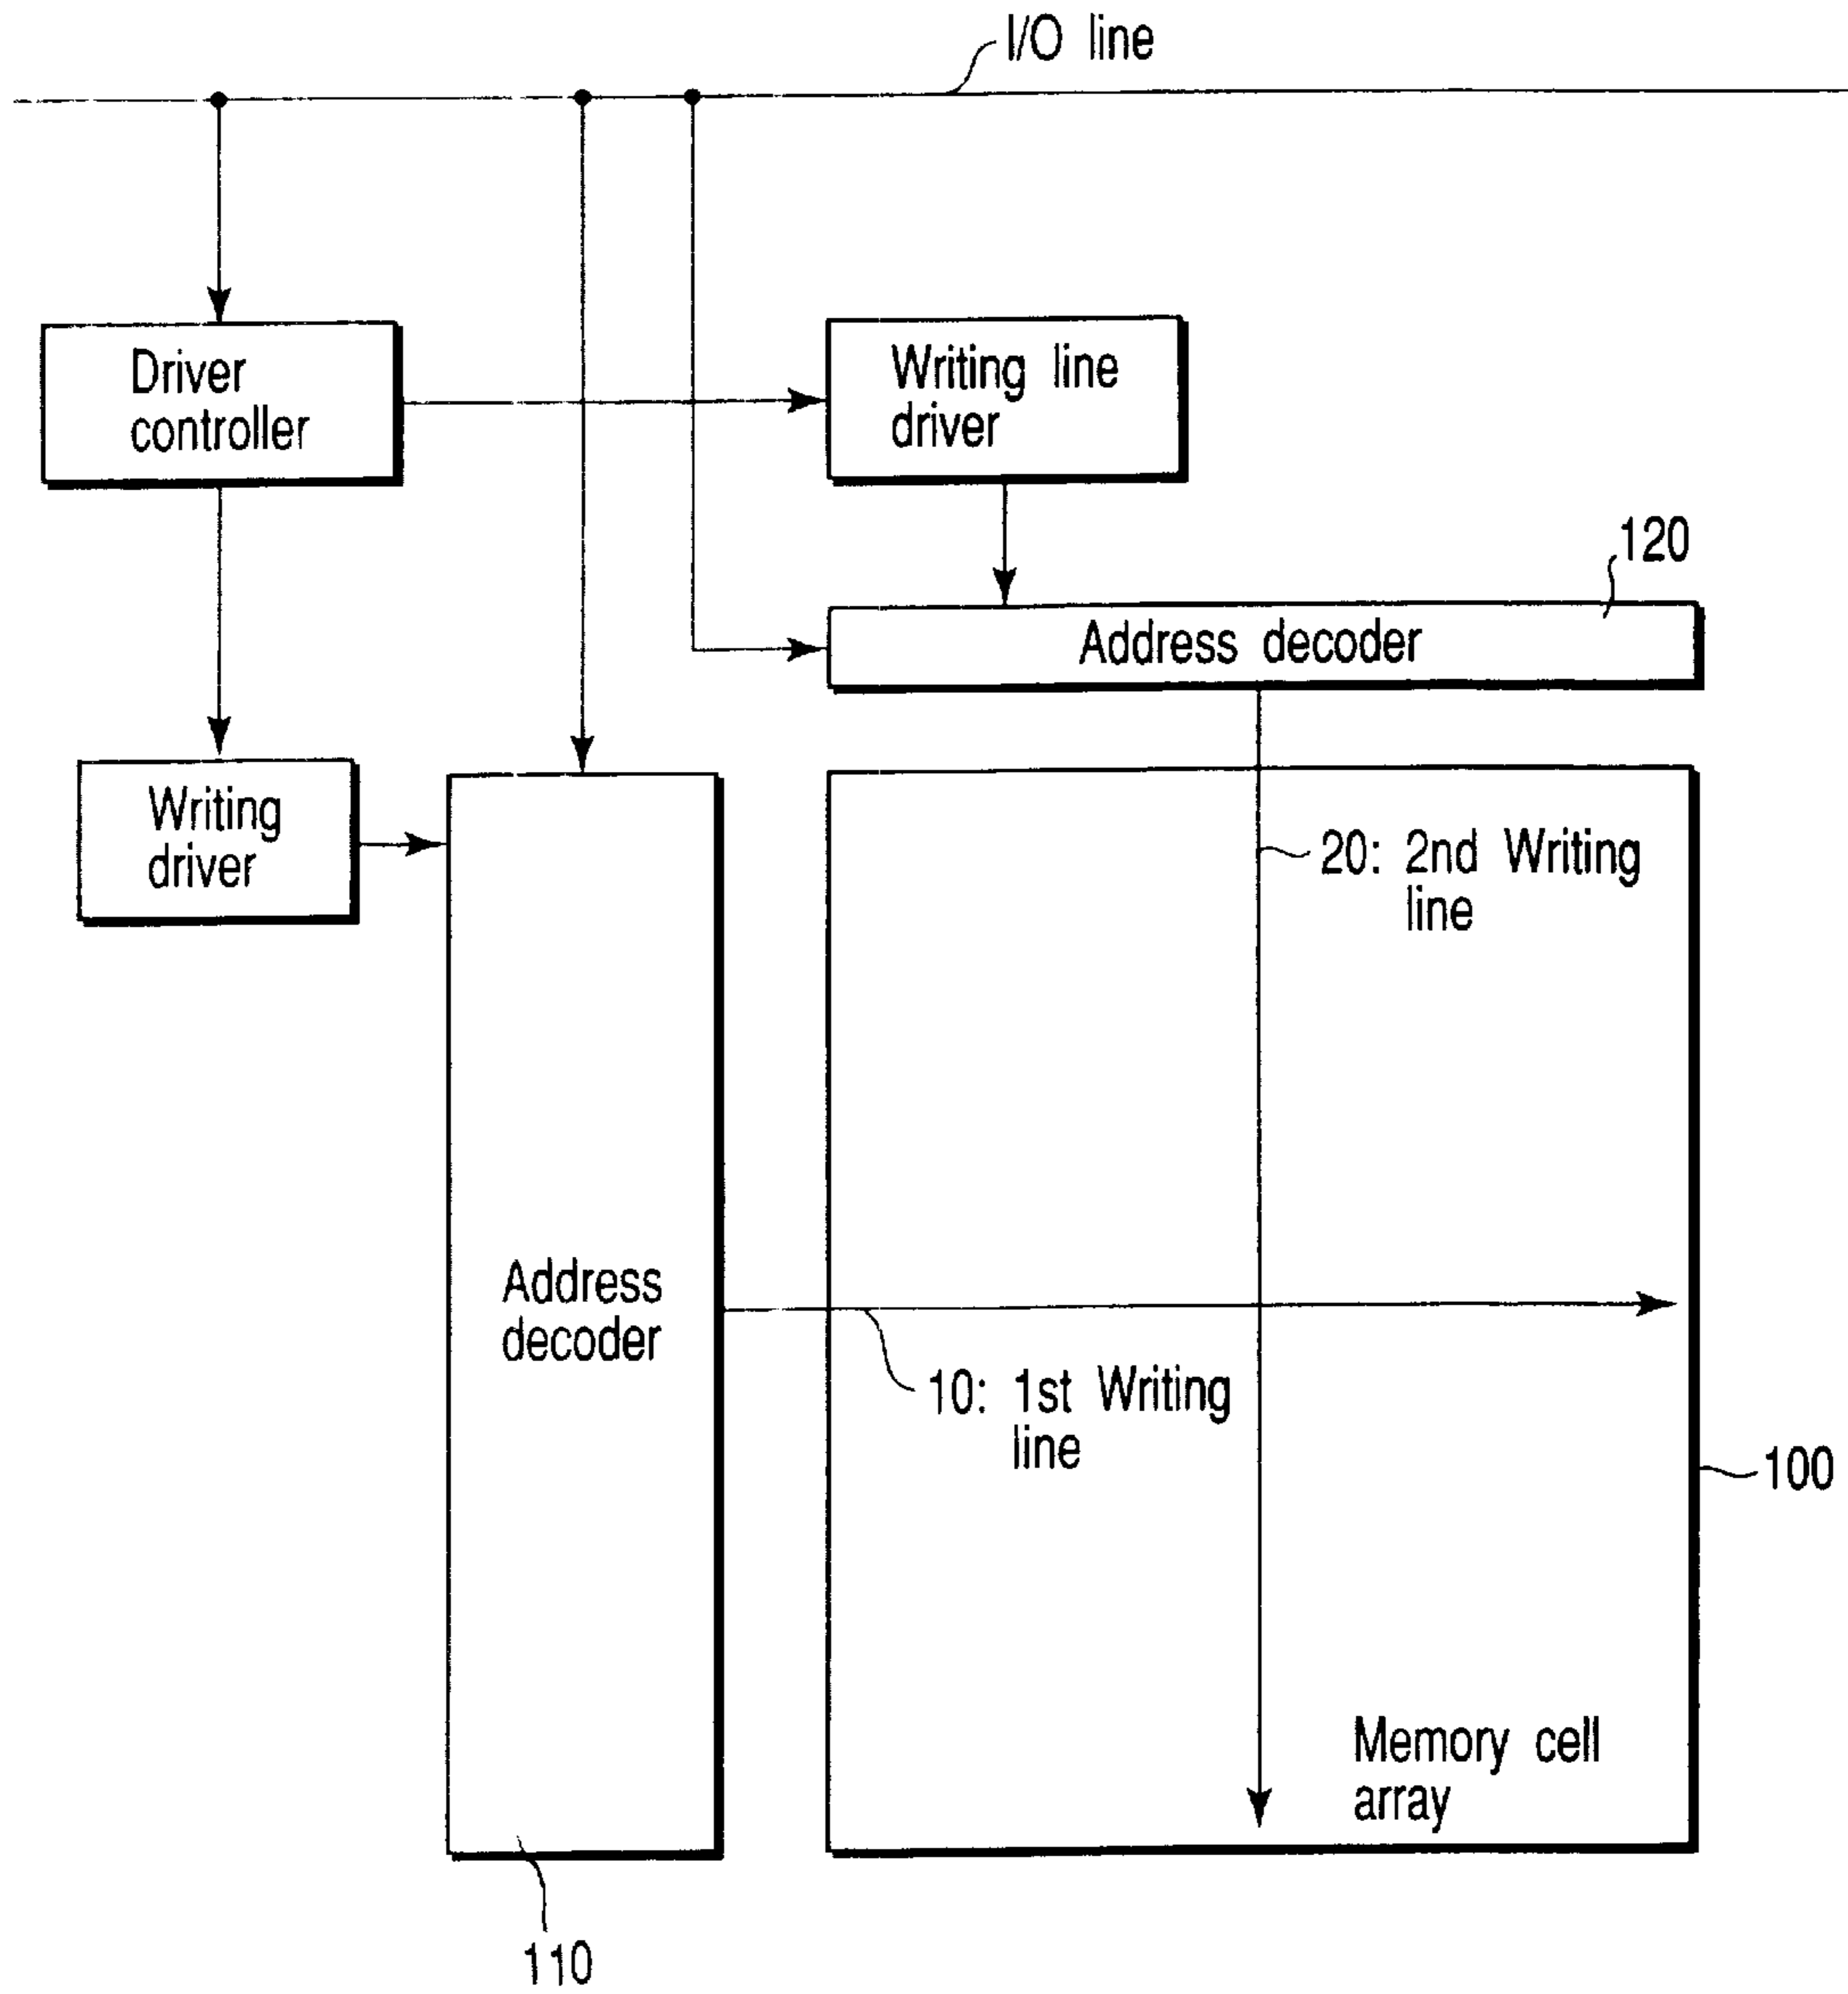 I/O line
Driver
controller
Writing line
driver
120
Address decoder
Writing
driver
20: 2nd Writing
line
Address
decoder
10: 1st Writing
line
100
Memory cell
array
110